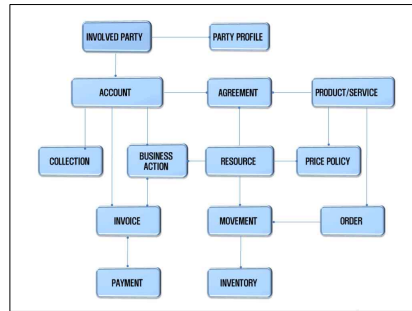 INVOLVED PARTY
PARTY PROFILE
ACCOUNT
AGREEMENT
PRODUCT/SERVICE
COLLECTION
BUSINESS
ACTION
RESOURCE
PRICE POLICY
INVOICE
MOVEMENT
ORDER
PAYMENT
INVENTORY